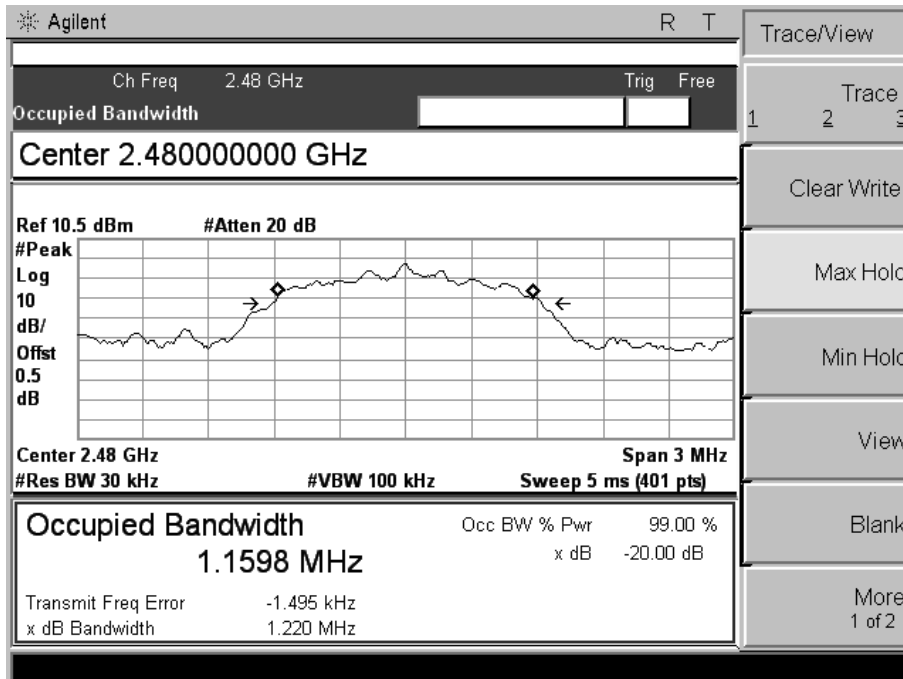 Agilent R T
Ch Freq 2.48 GHz Trig Free
Occupied Bandwidth
Center 2.480000000 GHz
Ref 10.5 dBm #Atten 20 dB
#Peak
Log
10
dB/
Offst
0.5
dB
Center 2.48 GHz Span 3 MHz
#Res BW 30 kHz #VBW 100 kHz Sweep 5 ms (401 pts)
Occupied Bandwidth Occ BW % Pwr 99.00 %
1.1598 MHz x dB -20.00 dB
Transmit Freq Error -1.495 kHz
x dB Bandwidth 1.220 MHz
Trace/View
Trace
1 2 3
Clear Write
Max Hold
Min Hold
View
Blank
More
1 of 2